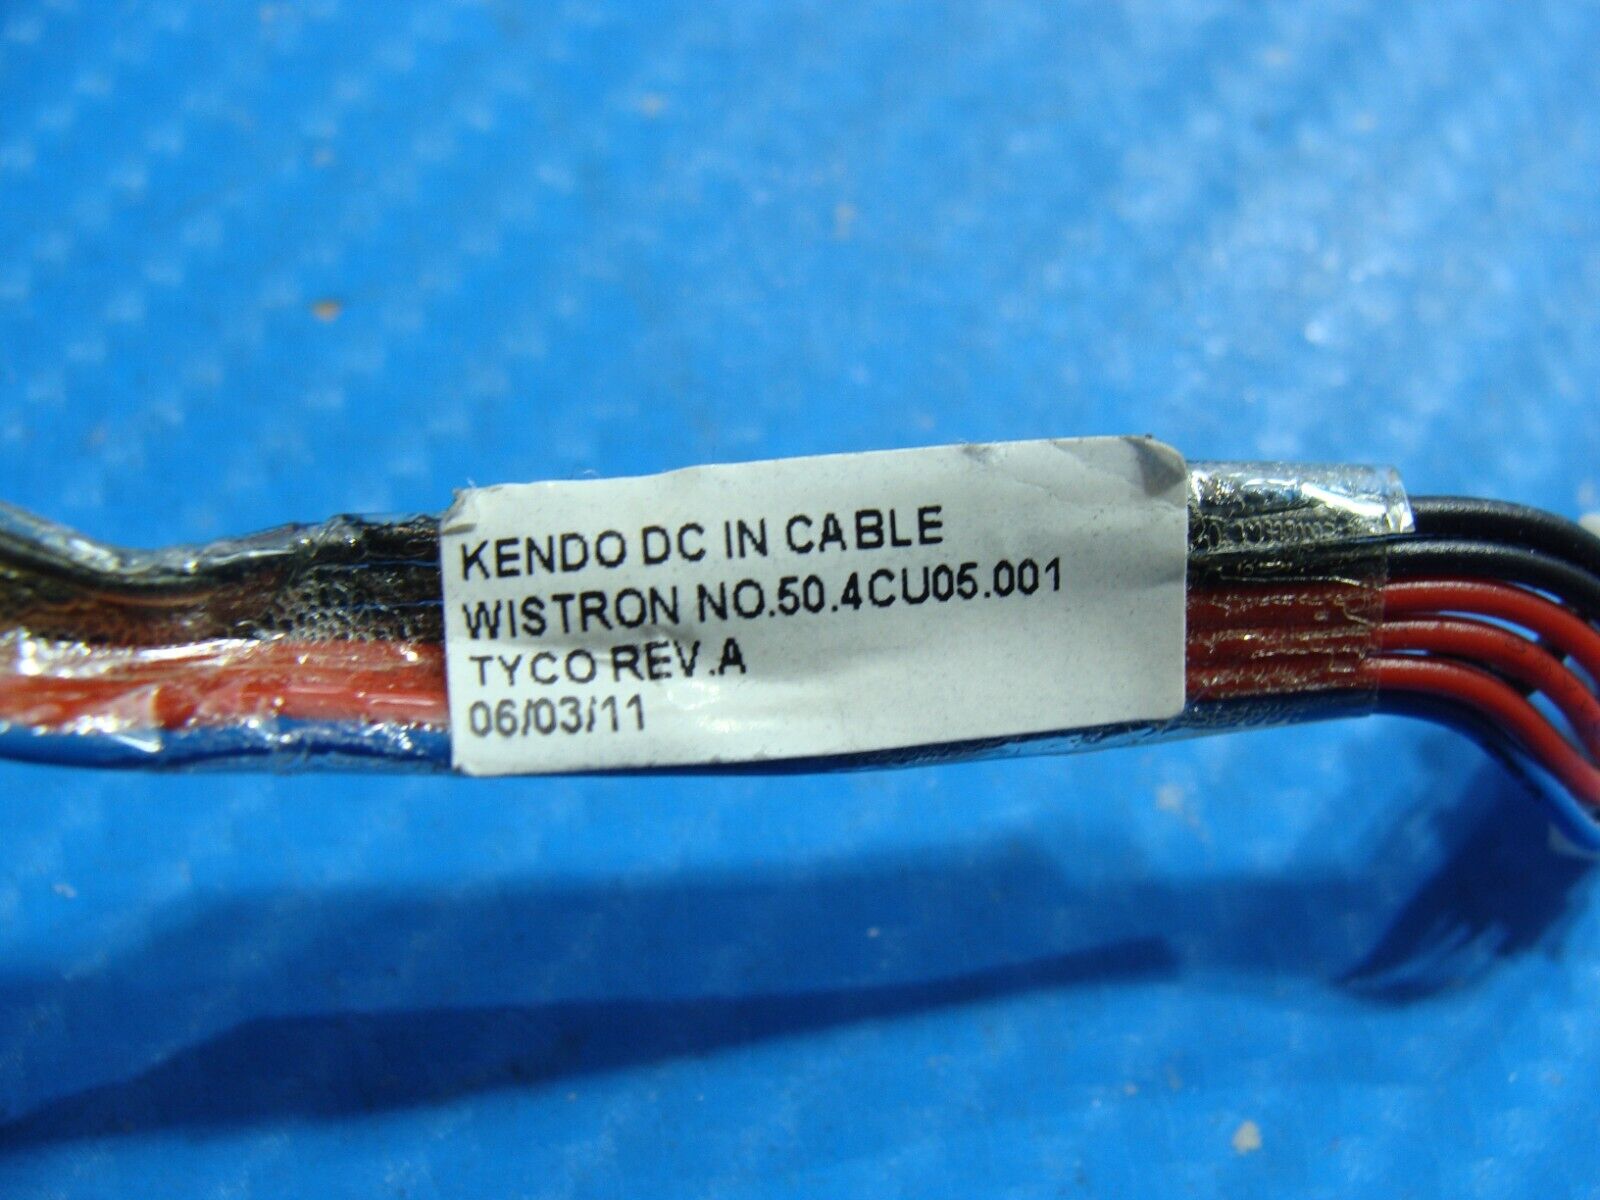 KENDO DC IN CABLE
WISTRON NO.50.4CU05.001
TYCO REV.A
06/03/11